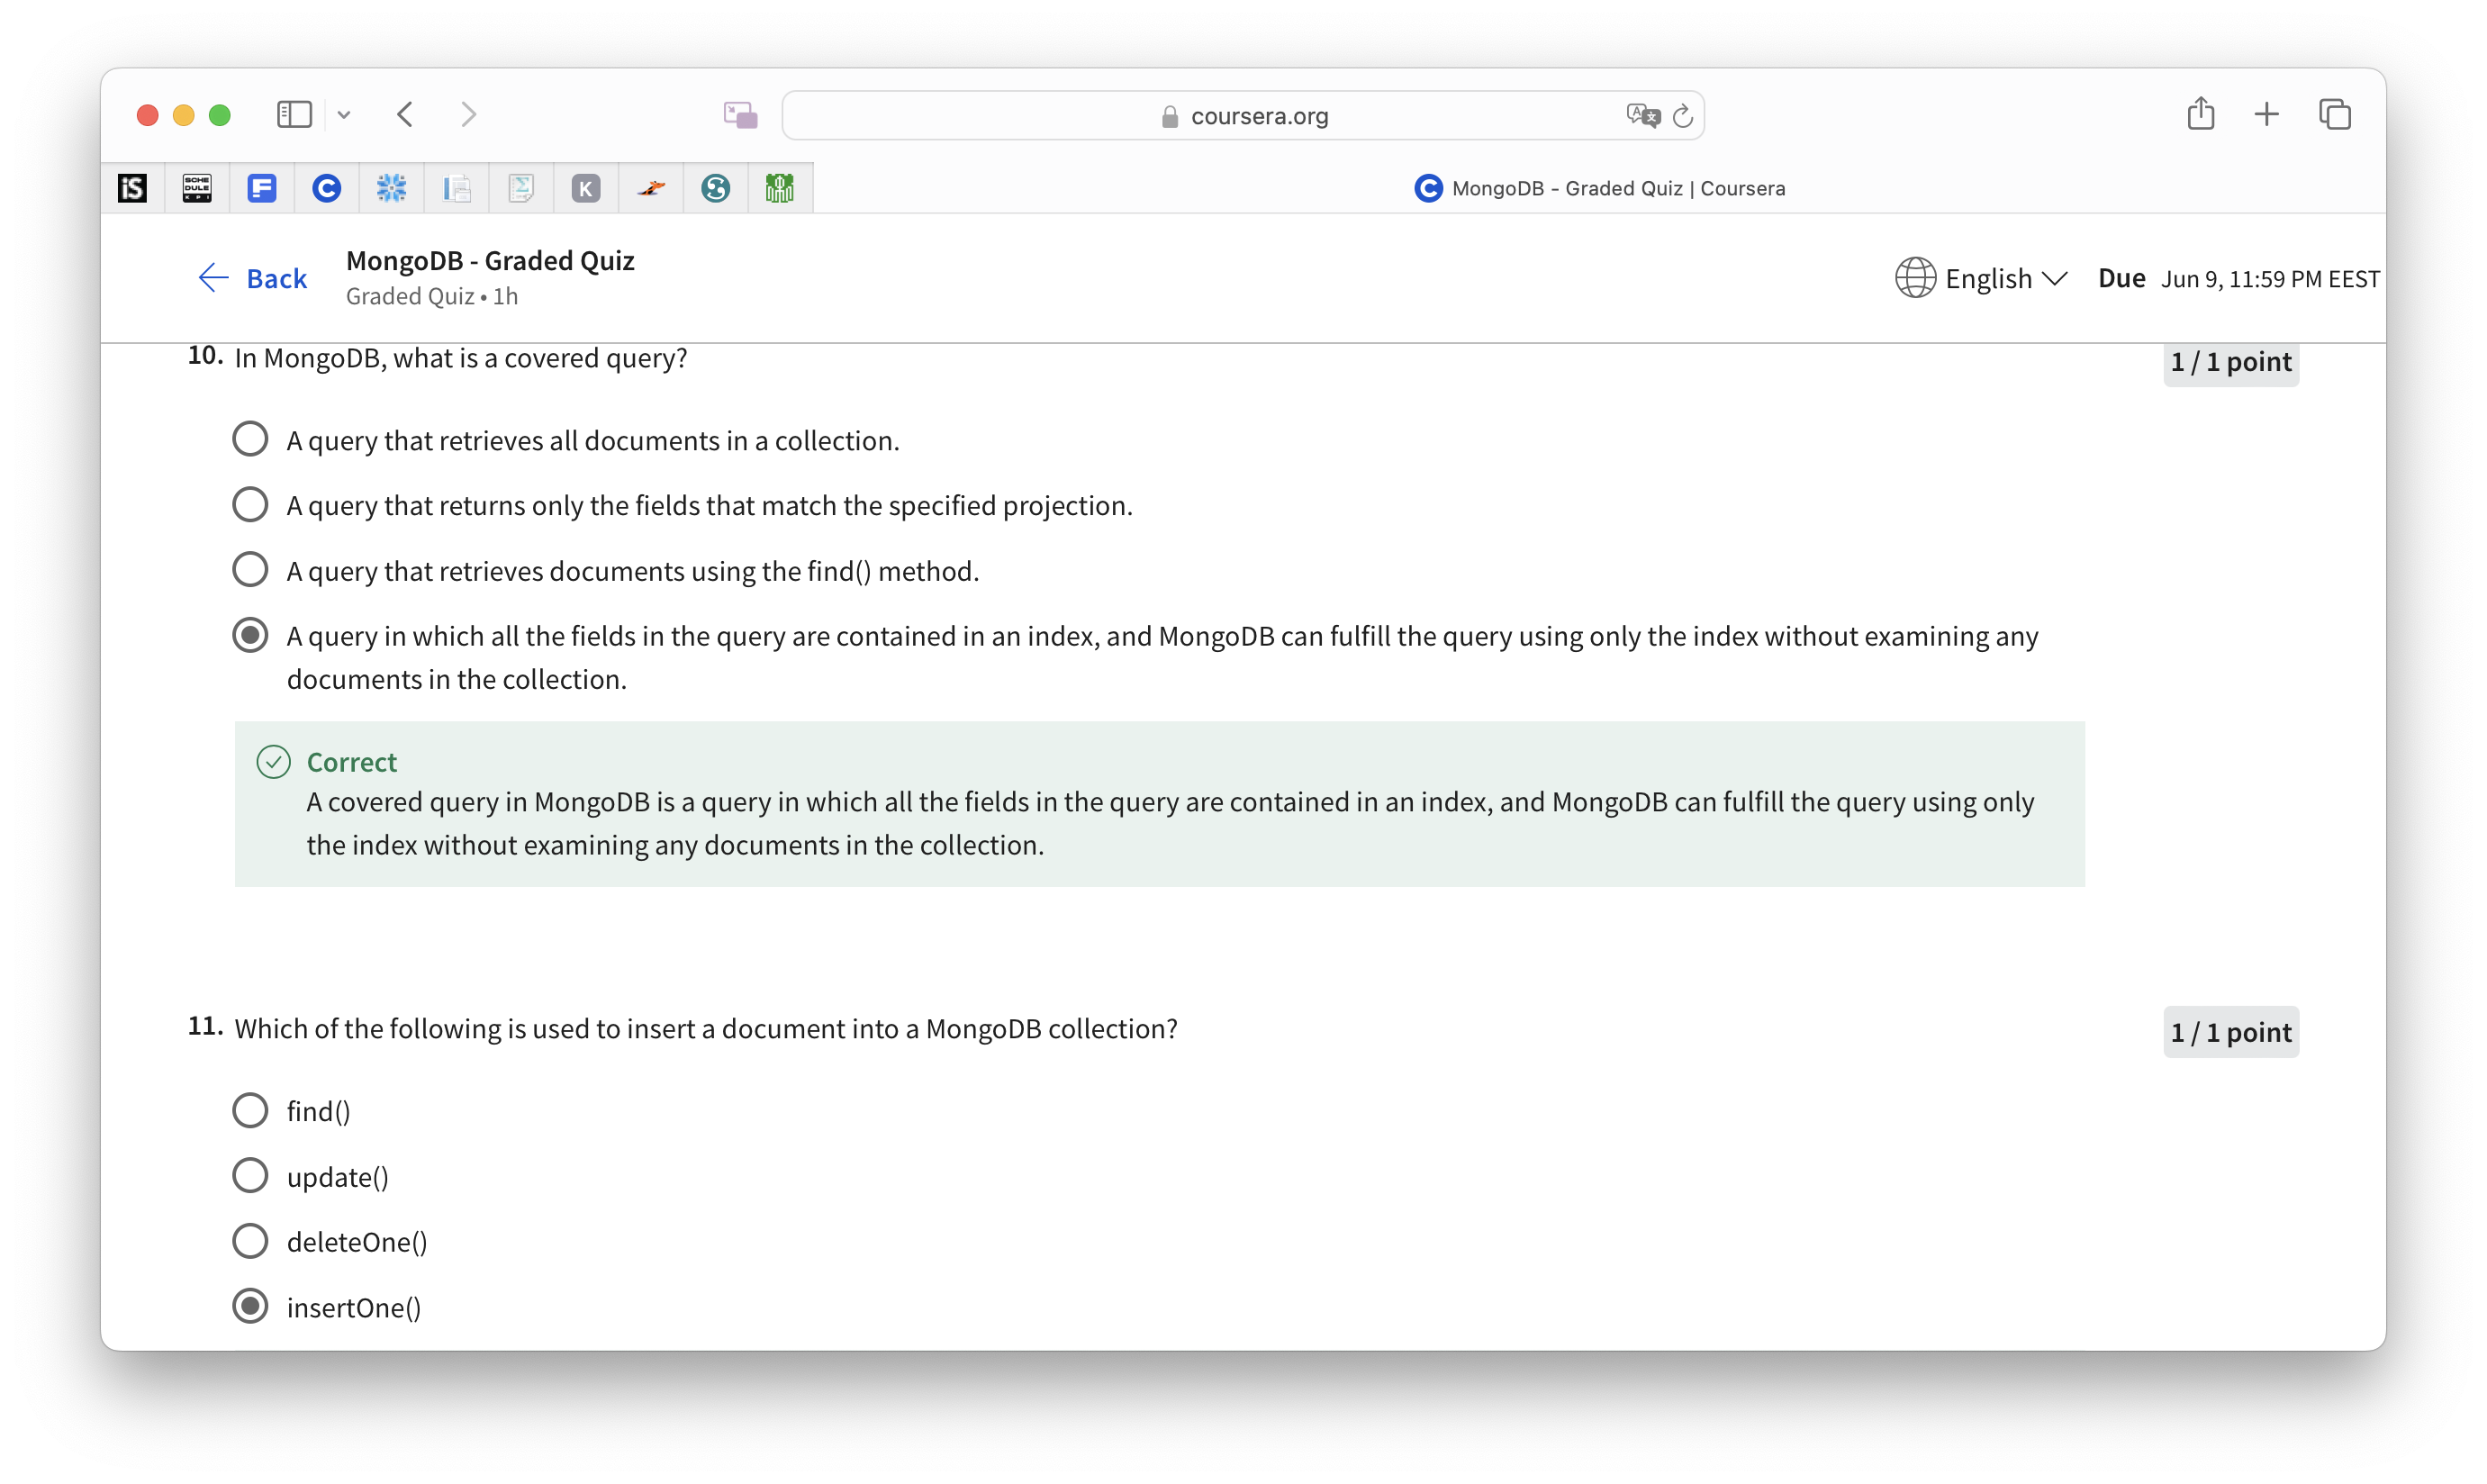 coursera.org
iS
SCHE
DULE
KPI
F
C
K
MongoDB - Graded Quiz | Coursera
Back
MongoDB - Graded Quiz
Graded Quiz • 1h
English
Due Jun 9, 11:59 PM EEST
10. In MongoDB, what is a covered query?
1 / 1 point
A query that retrieves all documents in a collection.
A query that returns only the fields that match the specified projection.
A query that retrieves documents using the find() method.
A query in which all the fields in the query are contained in an index, and MongoDB can fulfill the query using only the index without examining any
documents in the collection.
Correct
A covered query in MongoDB is a query in which all the fields in the query are contained in an index, and MongoDB can fulfill the query using only
the index without examining any documents in the collection.
11. Which of the following is used to insert a document into a MongoDB collection?
1 / 1 point
find()
update()
deleteOne()
insertOne()